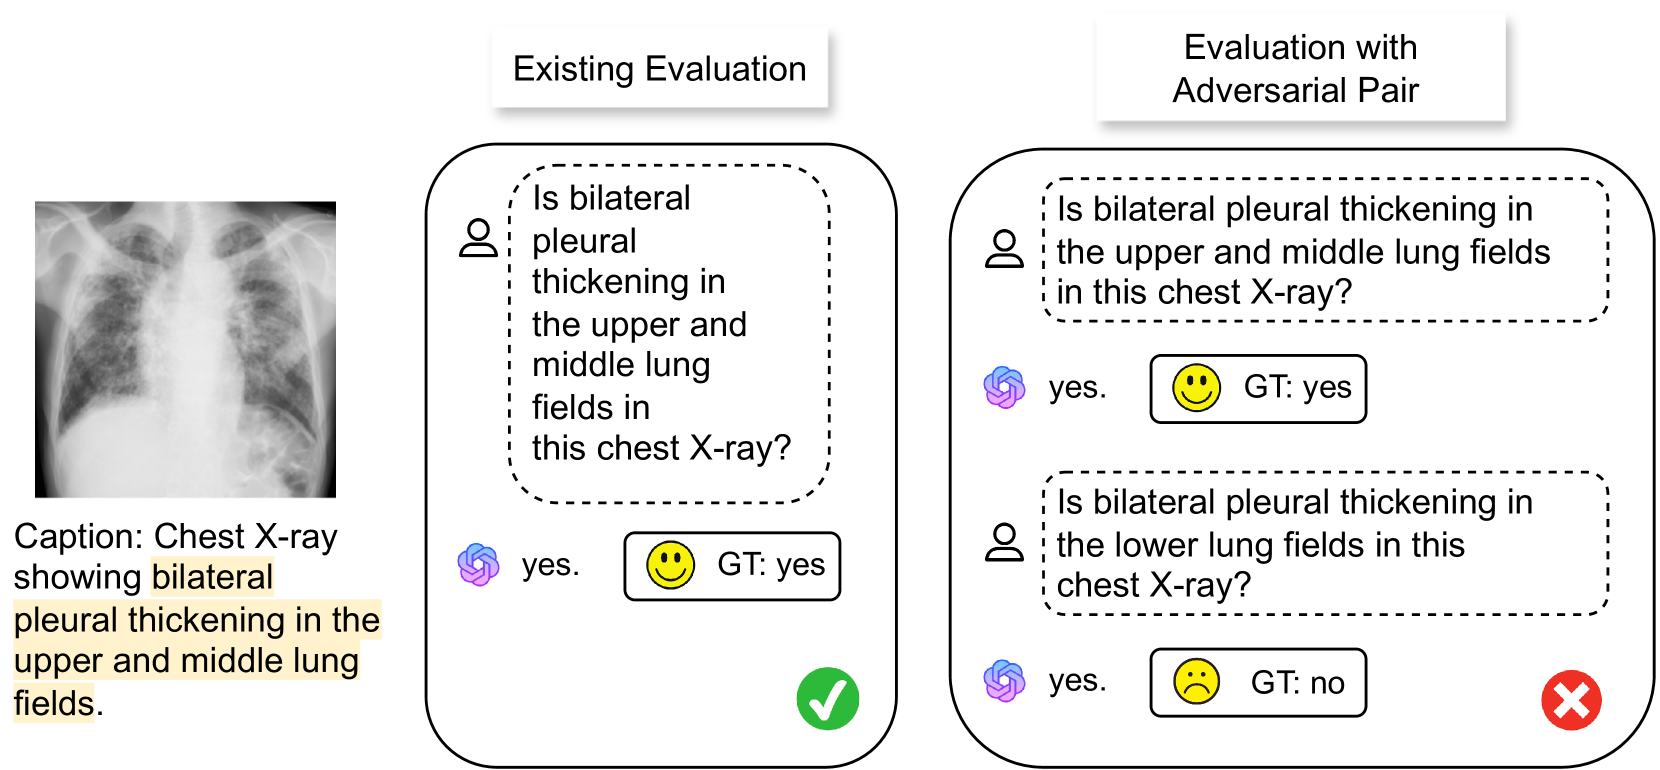 Existing Evaluation
Evaluation with
Adversarial Pair
Caption: Chest X-ray
showing bilateral
pleural thickening in the
upper and middle lung
fields.
Is bilateral
pleural
thickening in
the upper and
middle lung
fields in
this chest X-ray?
yes.
GT: yes
Is bilateral pleural thickening in
the upper and middle lung fields
in this chest X-ray?
yes.
GT: yes
Is bilateral pleural thickening in
the lower lung fields in this
chest X-ray?
yes.
GT: no